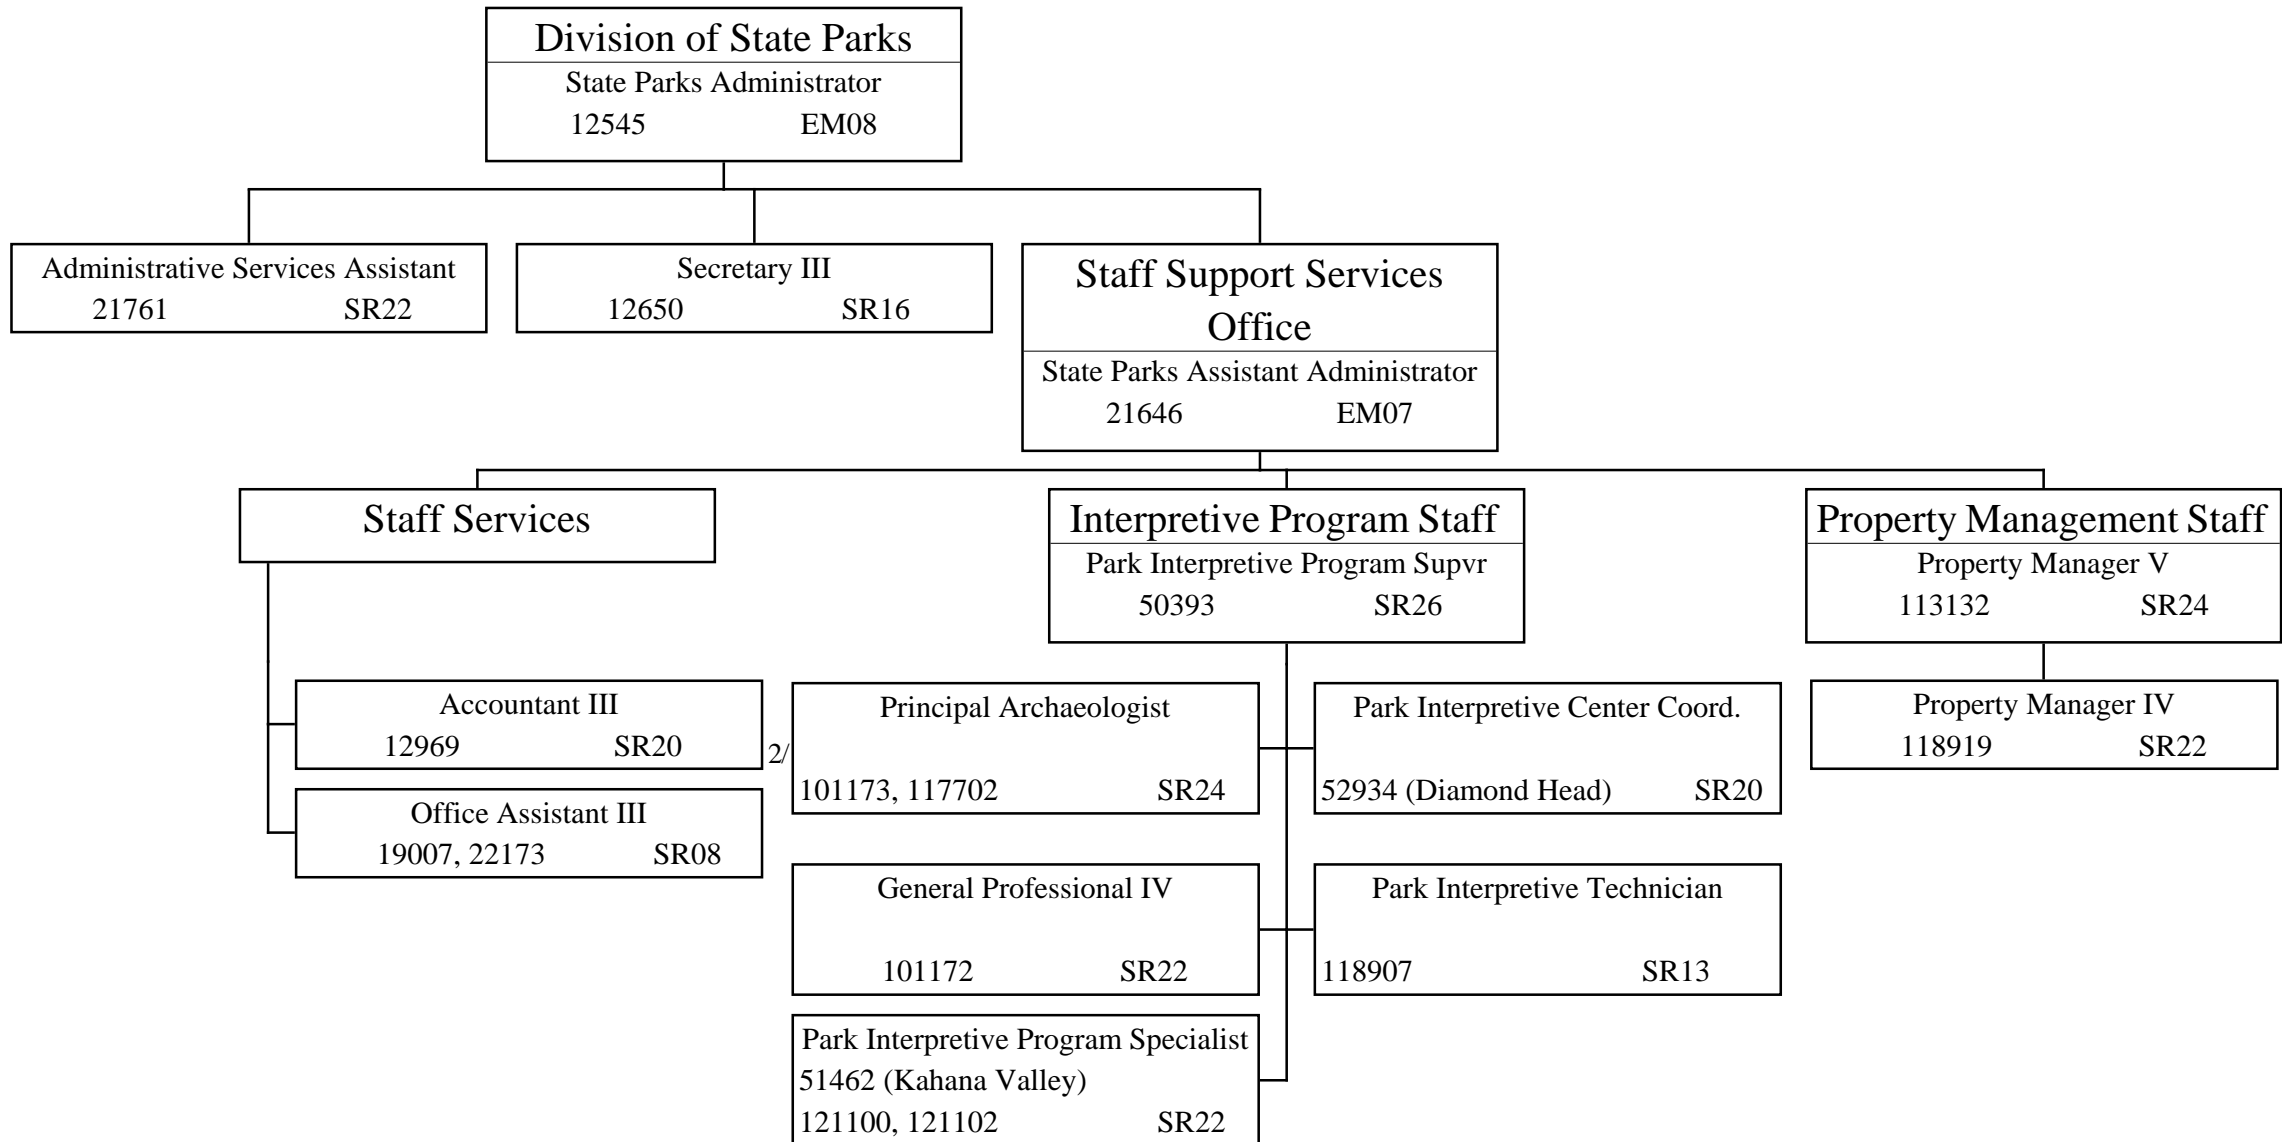 Division of State Parks
State Parks Administrator
12545 EM08
Administrative Services Assistant
21761 SR22
Secretary III
12650 SR16
Staff Support Services
Office
State Parks Assistant Administrator
21646 EM07
Staff Services
Interpretive Program Staff
Park Interpretive Program Supvr
50393 SR26
Property Management Staff
Property Manager V
113132 SR24
Accountant III
12969 SR20
Office Assistant III
19007, 22173 SR08
2/
Principal Archaeologist
101173, 117702 SR24
Park Interpretive Center Coord.
52934 (Diamond Head) SR20
Property Manager IV
118919 SR22
General Professional IV
101172 SR22
Park Interpretive Technician
118907 SR13
Park Interpretive Program Specialist
51462 (Kahana Valley)
121100, 121102 SR22